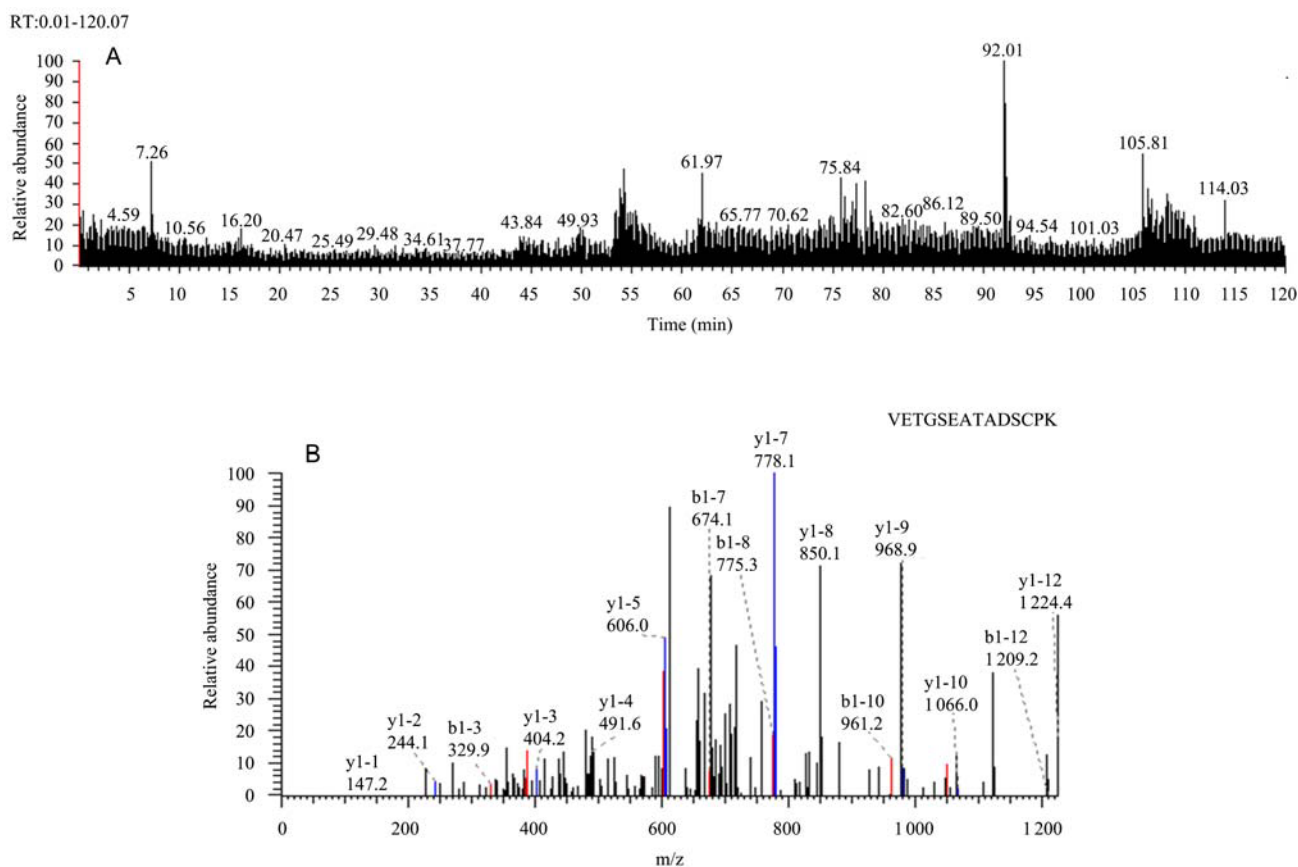 RT:0.01-120.07
A
Relative abundance
100
90
80
70
60
50
40
30
20
10
0
92.01
7.26
61.97
105.81
75.84
114.03
4.59
10.56
16.20
20.47
25.49
29.48
34.61
37.77
43.84
49.93
65.77
70.62
82.60
86.12
89.50
94.54
101.03
5 10 15 20 25 30 35 40 45 50 55 60 65 70 75 80 85 90 95 100 105 110 115 120
Time (min)
VETGSEATADSCPK
B
Relative abundance
100
90
80
70
60
50
40
30
20
10
0
y1-1
147.2
y1-2
244.1
b1-3
329.9
y1-3
404.2
y1-4
491.6
y1-5
606.0
b1-7
674.1
b1-8
775.3
y1-7
778.1
y1-8
850.1
b1-10
961.2
y1-9
968.9
y1-10
1 066.0
b1-12
1 209.2
y1-12
1 224.4
0 200 400 600 800 1 000 1 200
m/z